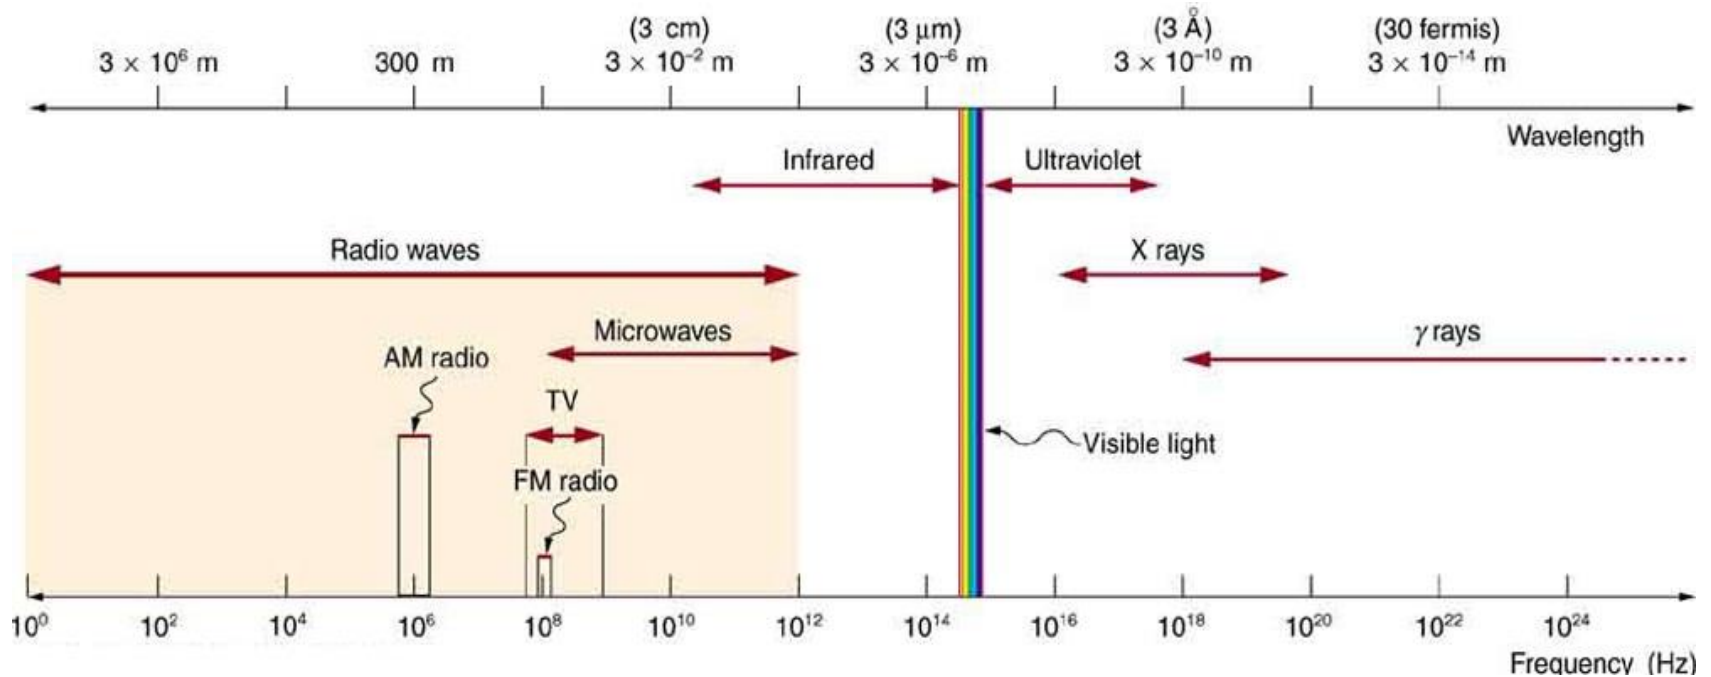 (3 cm) (3 μm) (3 Å) (30 fermis)
3 × 10⁶ m 300 m 3 × 10⁻² m 3 × 10⁻⁶ m 3 × 10⁻¹⁰ m 3 × 10⁻¹⁴ m
Wavelength
Infrared Ultraviolet
Radio waves X rays
Microwaves γ rays
AM radio
TV
Visible light
FM radio
10⁰ 10² 10⁴ 10⁶ 10⁸ 10¹⁰ 10¹² 10¹⁴ 10¹⁶ 10¹⁸ 10²⁰ 10²² 10²⁴
Frequency (Hz)